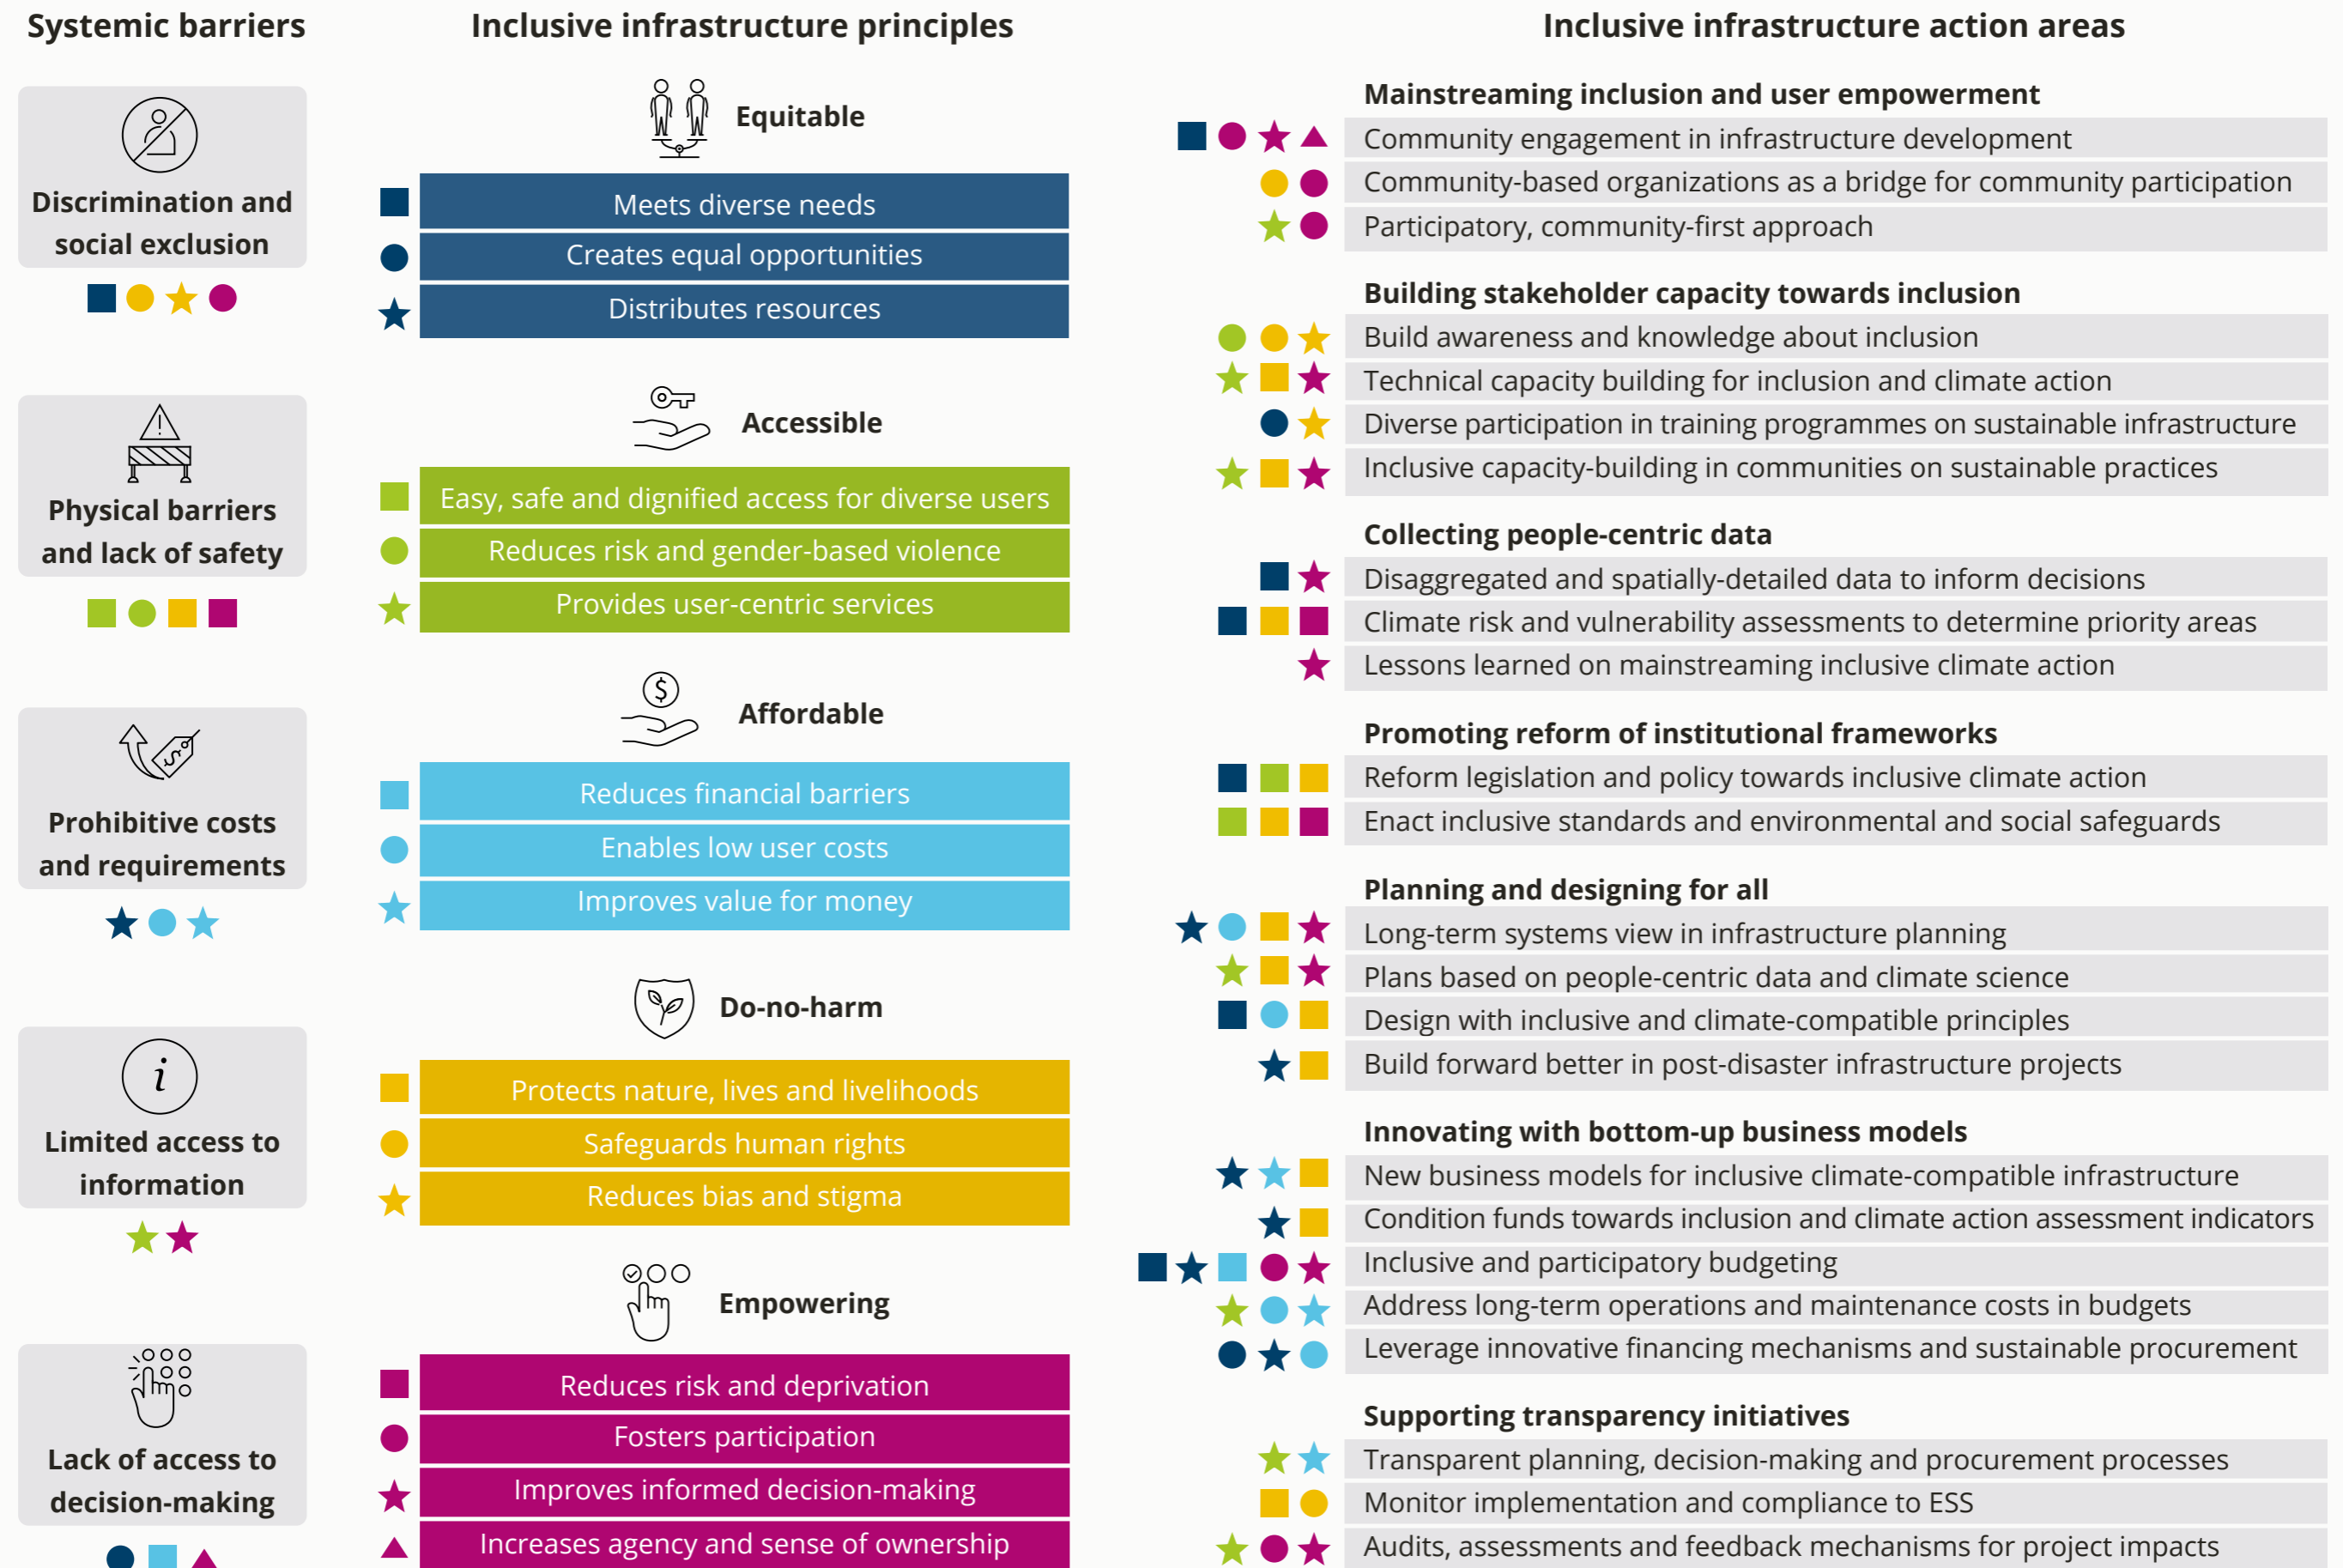 Systemic barriers
Discrimination and
social exclusion
Physical barriers
and lack of safety
Prohibitive costs
and requirements
Limited access to
information
Lack of access to
decision-making
Inclusive infrastructure principles
Equitable
Meets diverse needs
Creates equal opportunities
Distributes resources
Accessible
Easy, safe and dignified access for diverse users
Reduces risk and gender-based violence
Provides user-centric services
Affordable
Reduces financial barriers
Enables low user costs
Improves value for money
Do-no-harm
Protects nature, lives and livelihoods
Safeguards human rights
Reduces bias and stigma
Empowering
Reduces risk and deprivation
Fosters participation
Improves informed decision-making
Increases agency and sense of ownership
Inclusive infrastructure action areas
Mainstreaming inclusion and user empowerment
Community engagement in infrastructure development
Community-based organizations as a bridge for community participation
Participatory, community-first approach
Building stakeholder capacity towards inclusion
Build awareness and knowledge about inclusion
Technical capacity building for inclusion and climate action
Diverse participation in training programmes on sustainable infrastructure
Inclusive capacity-building in communities on sustainable practices
Collecting people-centric data
Disaggregated and spatially-detailed data to inform decisions
Climate risk and vulnerability assessments to determine priority areas
Lessons learned on mainstreaming inclusive climate action
Promoting reform of institutional frameworks
Reform legislation and policy towards inclusive climate action
Enact inclusive standards and environmental and social safeguards
Planning and designing for all
Long-term systems view in infrastructure planning
Plans based on people-centric data and climate science
Design with inclusive and climate-compatible principles
Build forward better in post-disaster infrastructure projects
Innovating with bottom-up business models
New business models for inclusive climate-compatible infrastructure
Condition funds towards inclusion and climate action assessment indicators
Inclusive and participatory budgeting
Address long-term operations and maintenance costs in budgets
Leverage innovative financing mechanisms and sustainable procurement
Supporting transparency initiatives
Transparent planning, decision-making and procurement processes
Monitor implementation and compliance to ESS
Audits, assessments and feedback mechanisms for project impacts